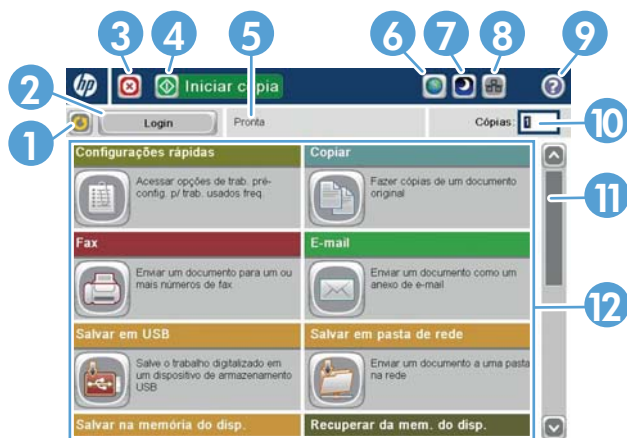 3 4 5 6 7 8 9
hp Iniciar cópia ?
2
1 Login Pronta Cópias: 1 10
Configurações rápidas
Acessar opções de trab. pré-
config. p/ trab. usados freq.
Copiar
Fazer cópias de um documento
original
11
Fax
Enviar um documento para um ou
mais números de fax
E-mail
Enviar um documento como um
anexo de e-mail
12
Salvar em USB
Salve o trabalho digitalizado em
um dispositivo de armazenamento
USB
Salvar em pasta de rede
Enviar um documento a uma pasta
na rede
Salvar na memória do disp.
Recuperar da mem. do disp.